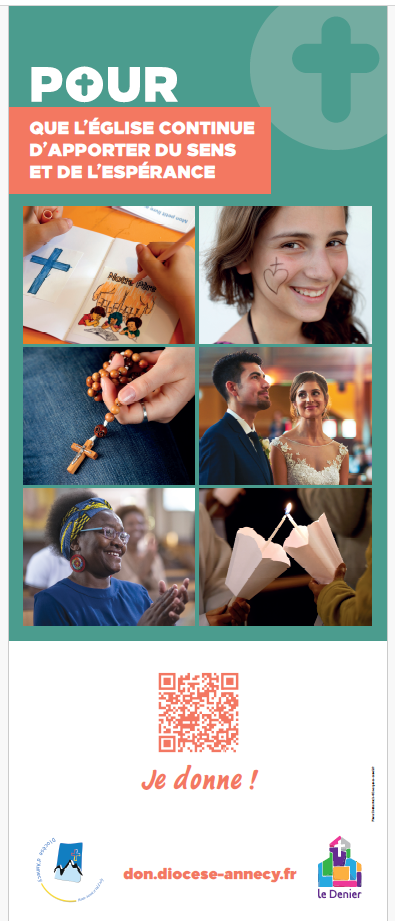 POUR
QUE L'ÉGLISE CONTINUE
D'APPORTER DU SENS
ET DE L'ESPÉRANCE
Notre Père
Je donne !
don.diocese-annecy.fr
le Denier